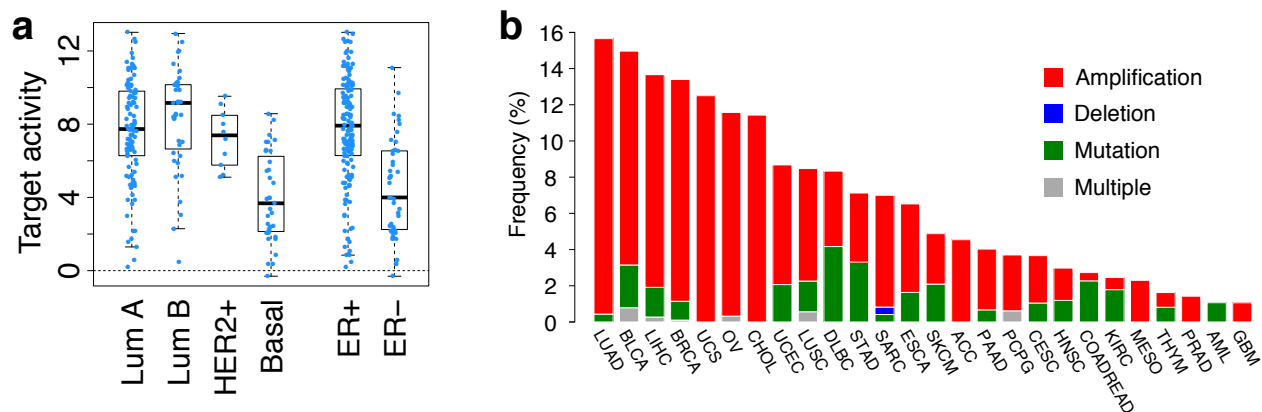 a
Target activity
12
8
4
0
Lum A
Lum B
HER2+
Basal
ER+
ER−
b
Frequency (%)
16
14
12
10
8
6
4
2
0
Amplification
Deletion
Mutation
Multiple
LUAD
BLCA
LIHC
BRCA
UCS
OV
CHOL
UCEC
LUSC
DLBC
STAD
SARC
ESCA
SKCM
ACC
PAAD
PCPG
CESC
HNSC
COADREAD
KIRC
MESO
THYM
PRAD
AML
GBM